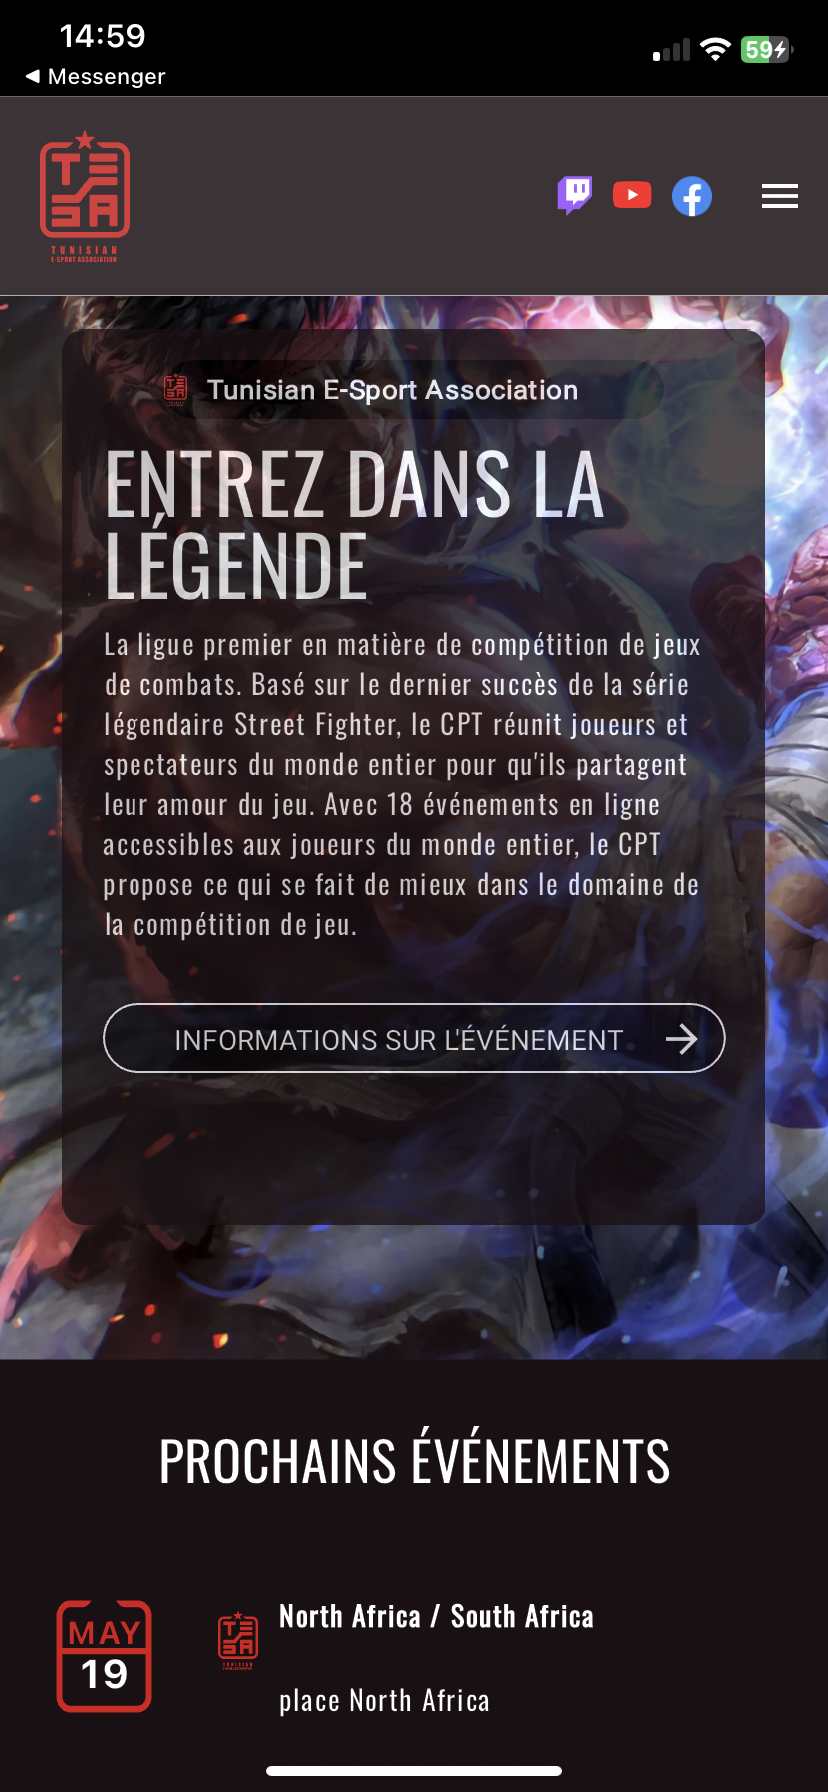 14:59
Messenger
59
TESA
TUNISIAN
E-SPORT ASSOCIATION
TESA Tunisian E-Sport Association
ENTREZ DANS LA
LÉGENDE
La ligue premier en matière de compétition de jeux
de combats. Basé sur le dernier succès de la série
légendaire Street Fighter, le CPT réunit joueurs et
spectateurs du monde entier pour qu'ils partagent
leur amour du jeu. Avec 18 événements en ligne
accessibles aux joueurs du monde entier, le CPT
propose ce qui se fait de mieux dans le domaine de
la compétition de jeu.
INFORMATIONS SUR L'ÉVÉNEMENT
PROCHAINS ÉVÉNEMENTS
MAY
19
TESA
TUNISIAN
North Africa / South Africa
place North Africa